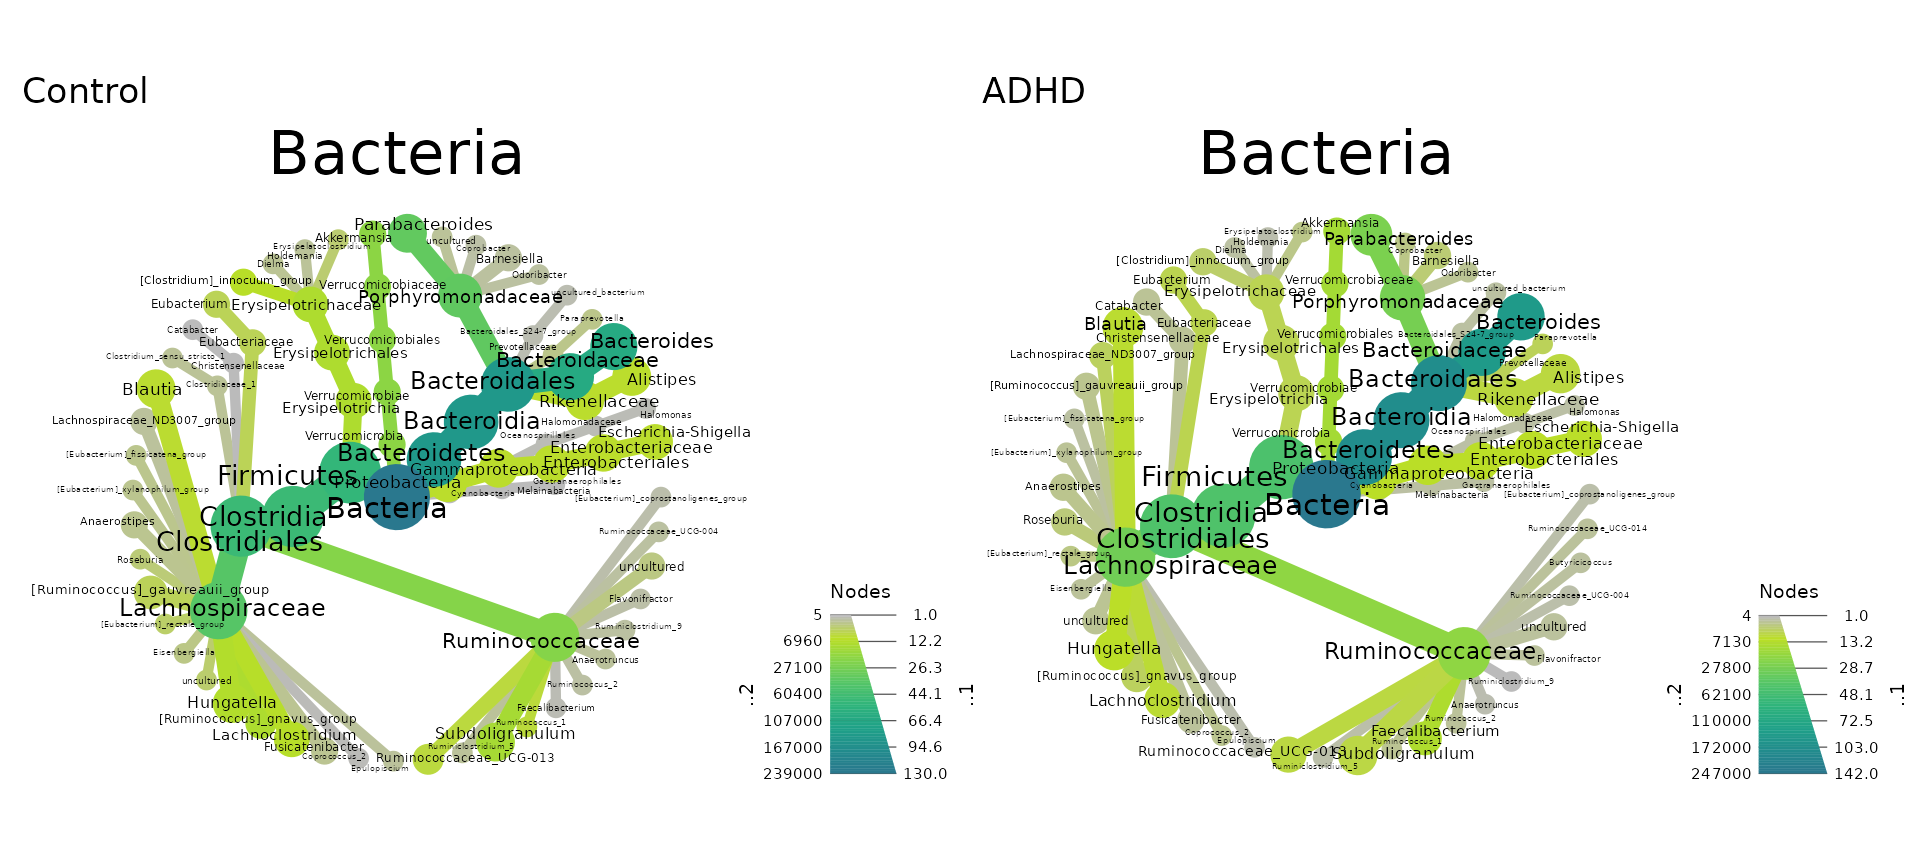 Control
Bacteria
Parabacteroides
Akkermansia
uncultured
Erysipelatoclostridium
Coprobacter
Holdemania
Barnesiella
Dielma
Odoribacter
[Clostridium]_innocuum_group
Verrucomicrobiaceae
uncultured_bacterium
Porphyromonadaceae
Eubacterium
Erysipelotrichaceae
Paraprevotella
Catabacter
Bacteroidales_S24-7_group
Eubacteriaceae
Verrucomicrobiales
Bacteroides
Prevotellaceae
Erysipelotrichales
Clostridium_sensu_stricto_1
Bacteroidaceae
Christensenellaceae
Bacteroidales
Alistipes
Clostridiaceae_1
Blautia
Verrucomicrobiae
Rikenellaceae
Erysipelotrichia
Halomonas
Lachnospiraceae_ND3007_group
Bacteroidia
Halomonadaceae
Verrucomicrobia
Oceanospirillales
Escherichia-Shigella
Enterobacteriaceae
[Eubacterium]_fissicatena_group
Bacteroidetes
Enterobacteriales
Gammaproteobacteria
Firmicutes
Proteobacteria
Gastranaerophilales
[Eubacterium]_xylanophilum_group
Cyanobacteria
Melainabacteria
[Eubacterium]_coprostanoligenes_group
Bacteria
Clostridia
Anaerostipes
Ruminococcaceae_UCG-004
Clostridiales
Roseburia
uncultured
[Ruminococcus]_gauvreauii_group
Flavonifractor
Lachnospiraceae
[Eubacterium]_rectale_group
Ruminiclostridium_9
Ruminococcaceae
Eisenbergiella
Anaerotruncus
uncultured
Ruminococcus_2
Hungatella
Faecalibacterium
[Ruminococcus]_gnavus_group
Ruminococcus_1
Lachnoclostridium
Subdoligranulum
Fusicatenibacter
Ruminiclostridium_5
Coprococcus_2
Ruminococcaceae_UCG-013
Epulopiscium
Nodes
5 1.0
6960 12.2
27100 26.3
60400 44.1
107000 66.4
167000 94.6
239000 130.0
..2
..1
ADHD
Bacteria
Akkermansia
Erysipelatoclostridium
Parabacteroides
Holdemania
Dielma
Coprobacter
[Clostridium]_innocuum_group
Barnesiella
Odoribacter
Eubacterium
Verrucomicrobiaceae
uncultured_bacterium
Erysipelotrichaceae
Porphyromonadaceae
Catabacter
Blautia
Eubacteriaceae
Bacteroides
Christensenellaceae
Verrucomicrobiales
Bacteroidales_S24-7_group
Paraprevotella
Erysipelotrichales
Bacteroidaceae
Lachnospiraceae_ND3007_group
Prevotellaceae
Bacteroidales
Alistipes
[Ruminococcus]_gauvreauii_group
Verrucomicrobiae
Erysipelotrichia
Rikenellaceae
Halomonas
[Eubacterium]_fissicatena_group
Bacteroidia
Halomonadaceae
Verrucomicrobia
Oceanospirillales
Escherichia-Shigella
[Eubacterium]_xylanophilum_group
Bacteroidetes
Enterobacteriaceae
Enterobacteriales
Firmicutes
Proteobacteria
Gammaproteobacteria
Anaerostipes
Cyanobacteria
Gastranaerophilales
Melainabacteria
[Eubacterium]_coprostanoligenes_group
Bacteria
Roseburia
Clostridia
Ruminococcaceae_UCG-014
Clostridiales
[Eubacterium]_rectale_group
Lachnospiraceae
Butyricicoccus
Eisenbergiella
Ruminococcaceae_UCG-004
uncultured
uncultured
Hungatella
Ruminococcaceae
Flavonifractor
[Ruminococcus]_gnavus_group
Ruminiclostridium_9
Lachnoclostridium
Anaerotruncus
Fusicatenibacter
Ruminococcus_2
Coprococcus_2
Faecalibacterium
Epulopiscium
Ruminococcus_1
Ruminococcaceae_UCG-013
Subdoligranulum
Ruminiclostridium_5
Nodes
4 1.0
7130 13.2
27800 28.7
62100 48.1
110000 72.5
172000 103.0
247000 142.0
..2
..1